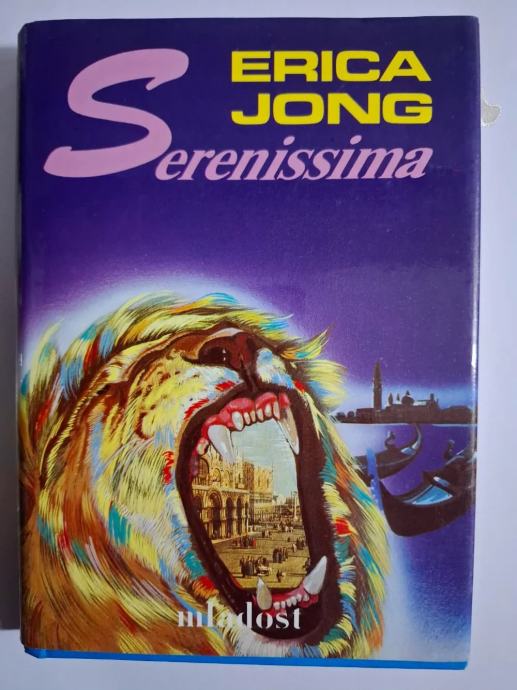 ERICA
JONG
Serenissima
mladost